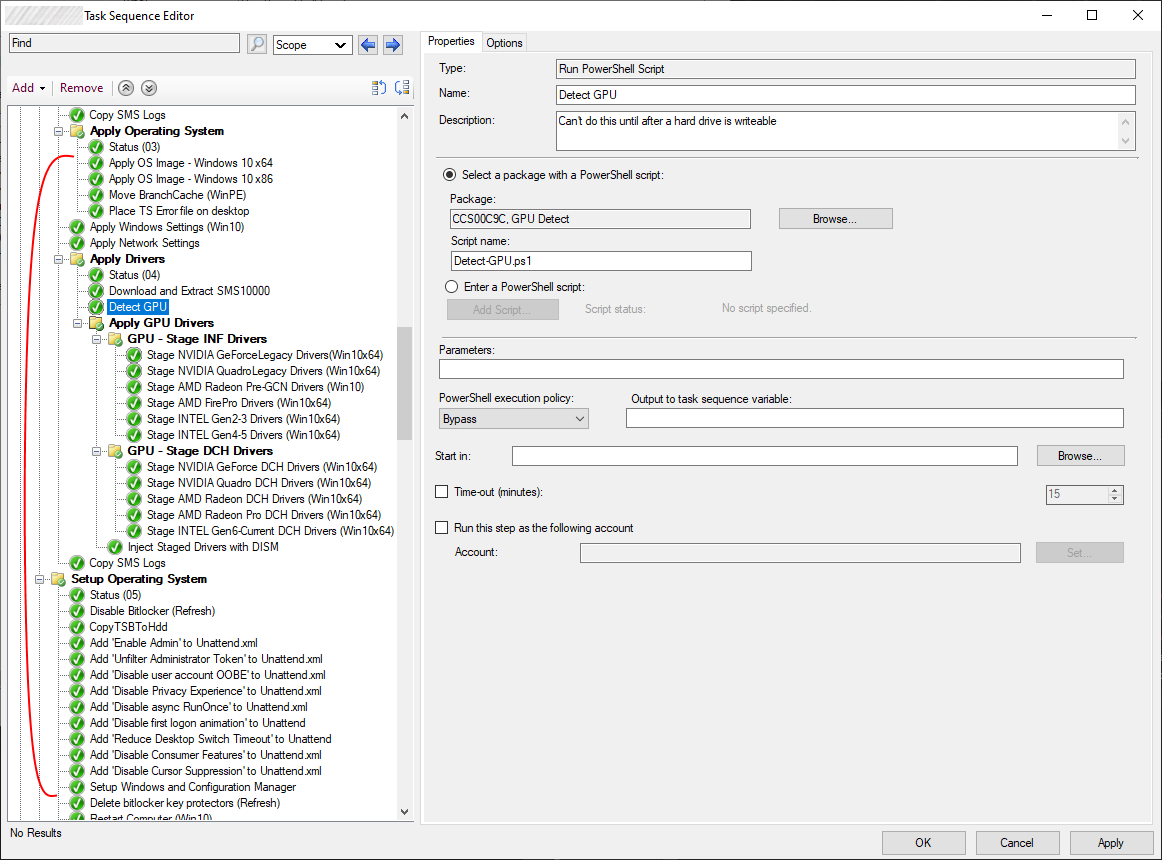 Task Sequence Editor
Find
Scope
Add
Remove
Copy SMS Logs
Apply Operating System
Status (03)
Apply OS Image - Windows 10 x64
Apply OS Image - Windows 10 x86
Move BranchCache (WinPE)
Place TS Error file on desktop
Apply Windows Settings (Win10)
Apply Network Settings
Apply Drivers
Status (04)
Download and Extract SMS10000
Detect GPU
Apply GPU Drivers
GPU - Stage INF Drivers
Stage NVIDIA GeForceLegacy Drivers(Win10x64)
Stage NVIDIA QuadroLegacy Drivers (Win10x64)
Stage AMD Radeon Pre-GCN Drivers (Win10)
Stage AMD FirePro Drivers (Win10x64)
Stage INTEL Gen2-3 Drivers (Win10x64)
Stage INTEL Gen4-5 Drivers (Win10x64)
GPU - Stage DCH Drivers
Stage NVIDIA GeForce DCH Drivers (Win10x64)
Stage NVIDIA Quadro DCH Drivers (Win10x64)
Stage AMD Radeon DCH Drivers (Win10x64)
Stage AMD Radeon Pro DCH Drivers (Win10x64)
Stage INTEL Gen6-Current DCH Drivers (Win10x64)
Inject Staged Drivers with DISM
Copy SMS Logs
Setup Operating System
Status (05)
Disable Bitlocker (Refresh)
CopyTSBToHdd
Add 'Enable Admin' to Unattend.xml
Add 'Unfilter Administrator Token' to Unattend.xml
Add 'Disable user account OOBE' to Unattend.xml
Add 'Disable Privacy Experience' to Unattend.xml
Add 'Disable async RunOnce' to Unattend.xml
Add 'Disable first logon animation' to Unattend
Add 'Reduce Desktop Switch Timeout' to Unattend
Add 'Disable Consumer Features' to Unattend.xml
Add 'Disable Cursor Suppression' to Unattend.xml
Setup Windows and Configuration Manager
Delete bitlocker key protectors (Refresh)
Restart Computer (Win10)
No Results
Properties
Options
Type:
Run PowerShell Script
Name:
Detect GPU
Description:
Can't do this until after a hard drive is writeable
Select a package with a PowerShell script:
Package:
CCS00C9C, GPU Detect
Browse...
Script name:
Detect-GPU.ps1
Enter a PowerShell script:
Add Script...
Script status:
No script specified.
Parameters:
PowerShell execution policy:
Output to task sequence variable:
Bypass
Start in:
Browse...
Time-out (minutes):
15
Run this step as the following account
Account:
Set...
OK
Cancel
Apply